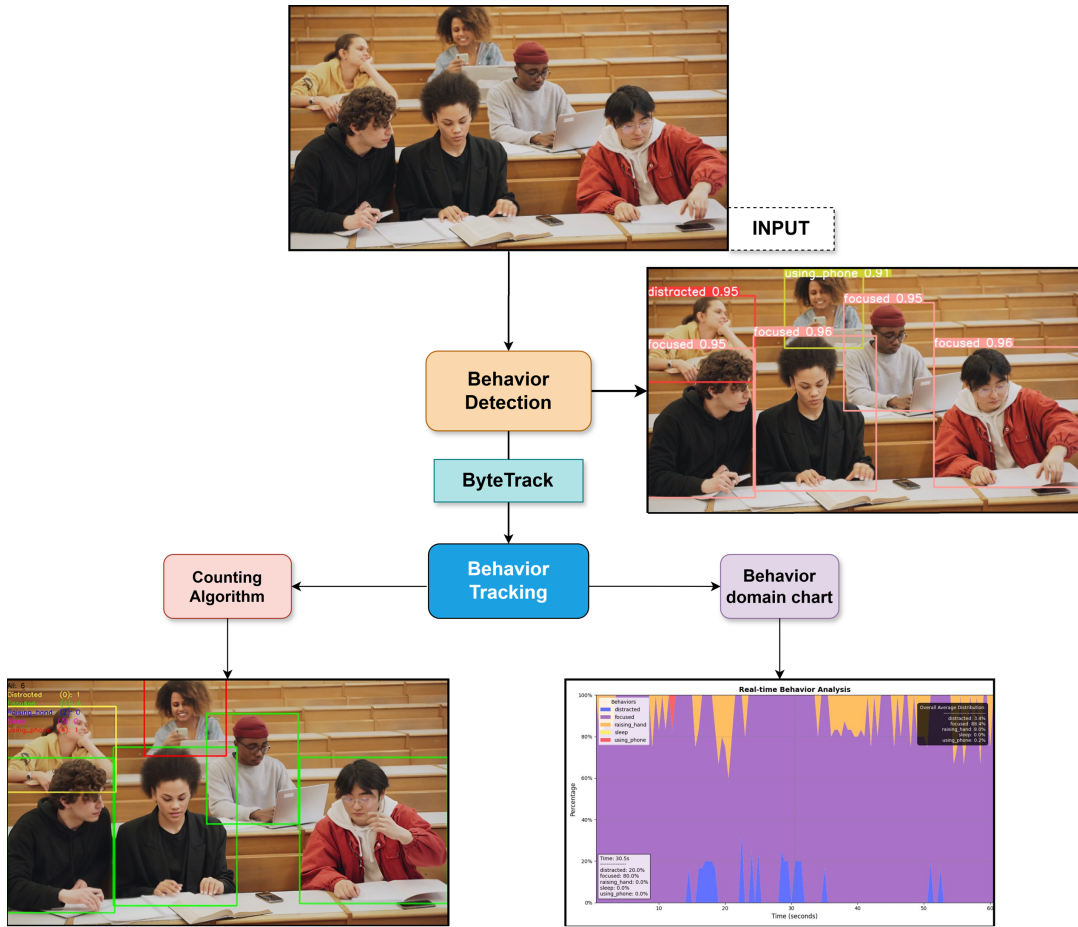 INPUT
using_phone 0.91
distracted 0.95
focused 0.95
focused 0.96
focused 0.95
focused 0.96
Behavior
Detection
ByteTrack
Behavior
Tracking
Counting
Algorithm
Behavior
domain chart
Distracted (0): 1
Real-time Behavior Analysis
Behaviors
distracted
focused
raising_hand
sleep
using_phone
Overall Average Distribution
distracted: 3.4%
focused: 88.4%
raising_hand: 8.0%
sleep: 0.0%
using_phone: 0.2%
100%
80%
60%
40%
20%
0%
Percentage
Time: 30.5s
distracted: 20.0%
focused: 80.0%
raising_hand: 0.0%
sleep: 0.0%
using_phone: 0.0%
10 20 30 40 50 60
Time (seconds)